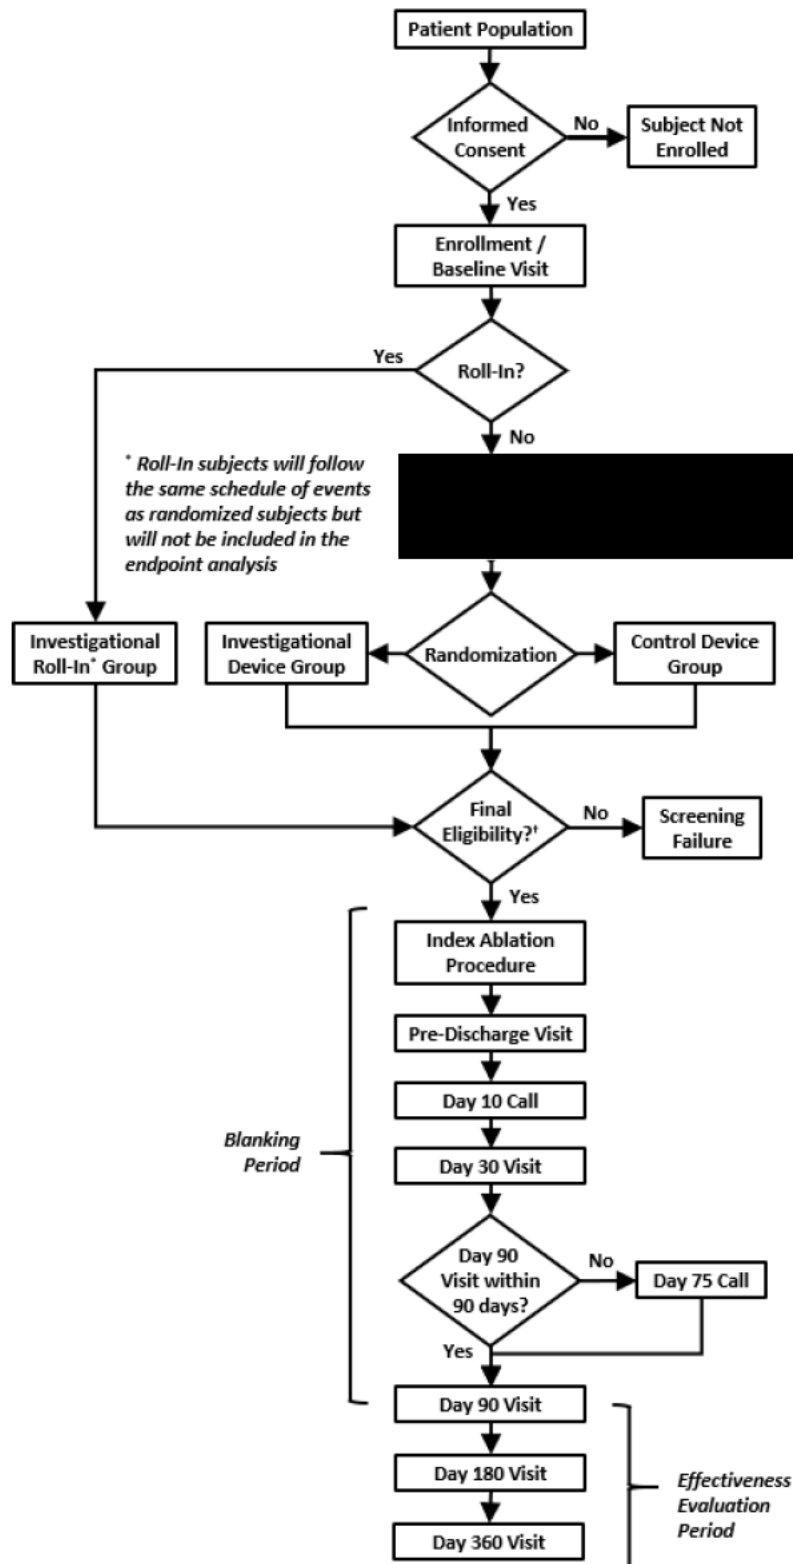 Patient Population
Informed
Consent
No
Subject Not
Enrolled
Yes
Enrollment /
Baseline Visit
Yes
Roll-In?
No
* Roll-In subjects will follow
the same schedule of events
as randomized subjects but
will not be included in the
endpoint analysis
Investigational
Roll-In* Group
Investigational
Device Group
Randomization
Control Device
Group
Final
Eligibility?†
No
Screening
Failure
Yes
Index Ablation
Procedure
Pre-Discharge Visit
Day 10 Call
Blanking
Period
Day 30 Visit
Day 90
Visit within
90 days?
No
Day 75 Call
Yes
Day 90 Visit
Day 180 Visit
Effectiveness
Evaluation
Period
Day 360 Visit